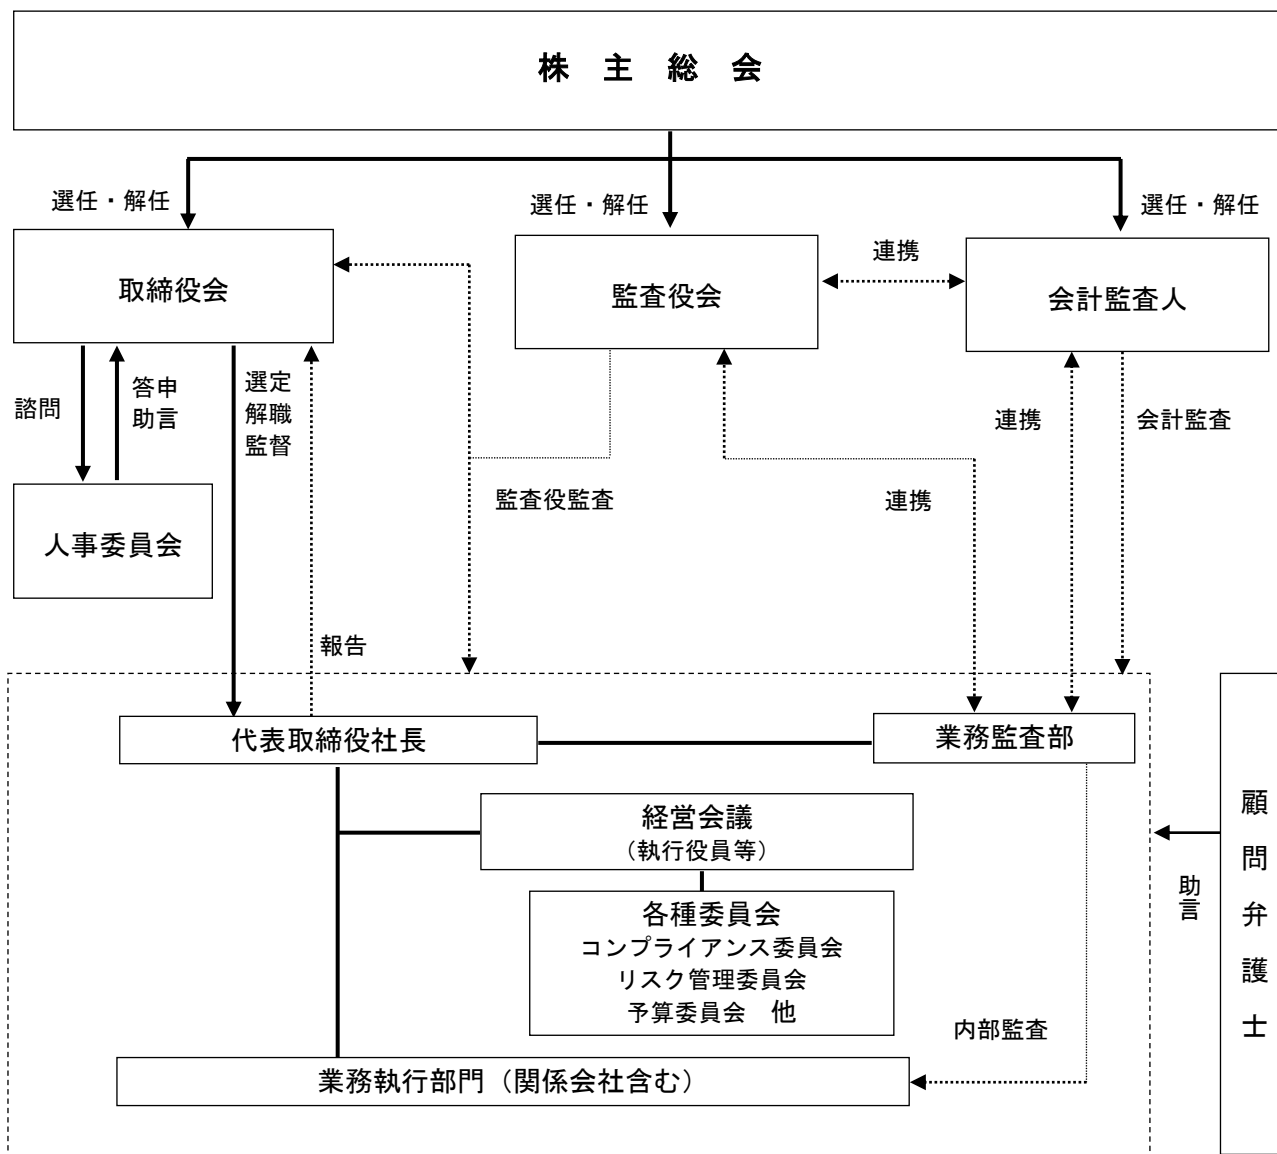 株　主　総　会
選任・解任
選任・解任
選任・解任
取締役会
監査役会
連携
会計監査人
諮問
答申
助言
選定
解職
監督
連携
会計監査
人事委員会
監査役監査
連携
報告
代表取締役社長
業務監査部
経営会議
（執行役員等）
各種委員会
コンプライアンス委員会
リスク管理委員会
予算委員会　他
助言
顧問弁護士
内部監査
業務執行部門（関係会社含む）